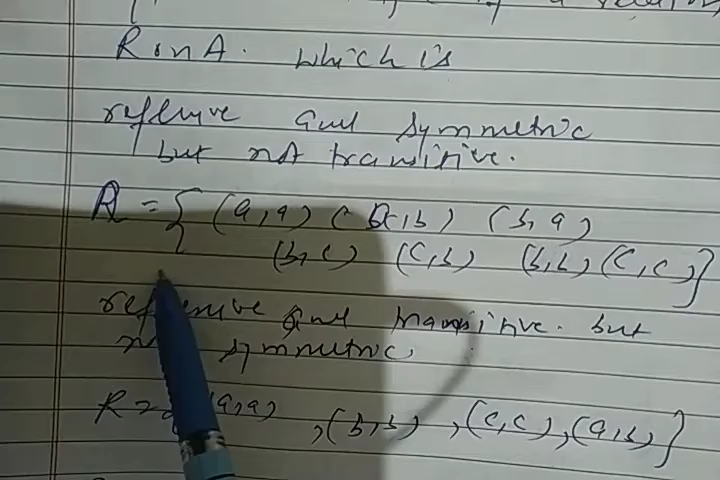 R on A. which is
reflexive and symmetric
but not transitive.
R = { (a,a) (a,b) (b,a)
(b,c) (c,b) (b,b) (c,c) }
reflexive and transitive. but
not symmetric.
R = { (a,a) , (b,b) , (c,c) , (a,b) }